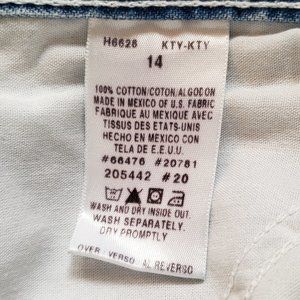 H6628 KTY-KTY
14
100% COTTON/COTON/ALGODON
MADE IN MEXICO OF U.S. FABRIC
FABRIQUE AU MEXIQUE AVEC
TISSUS DES ETATS-UNIS
HECHO EN MEXICO CON
TELA DE E.E.U.U.
#66476 #20781
205442 #20
WASH AND DRY INSIDE OUT.
WASH SEPARATELY.
DRY PROMPTLY
OVER VERSO AL REVERSO